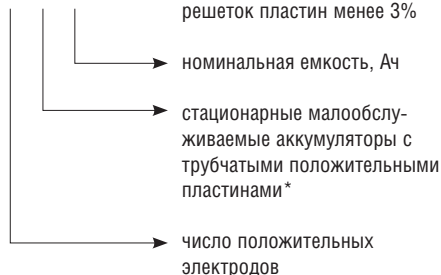 решеток пластин менее 3%
номинальная емкость, Ач
стационарные малообслу-
живаемые аккумуляторы с
трубчатыми положительными
пластинами*
число положительных
электродов